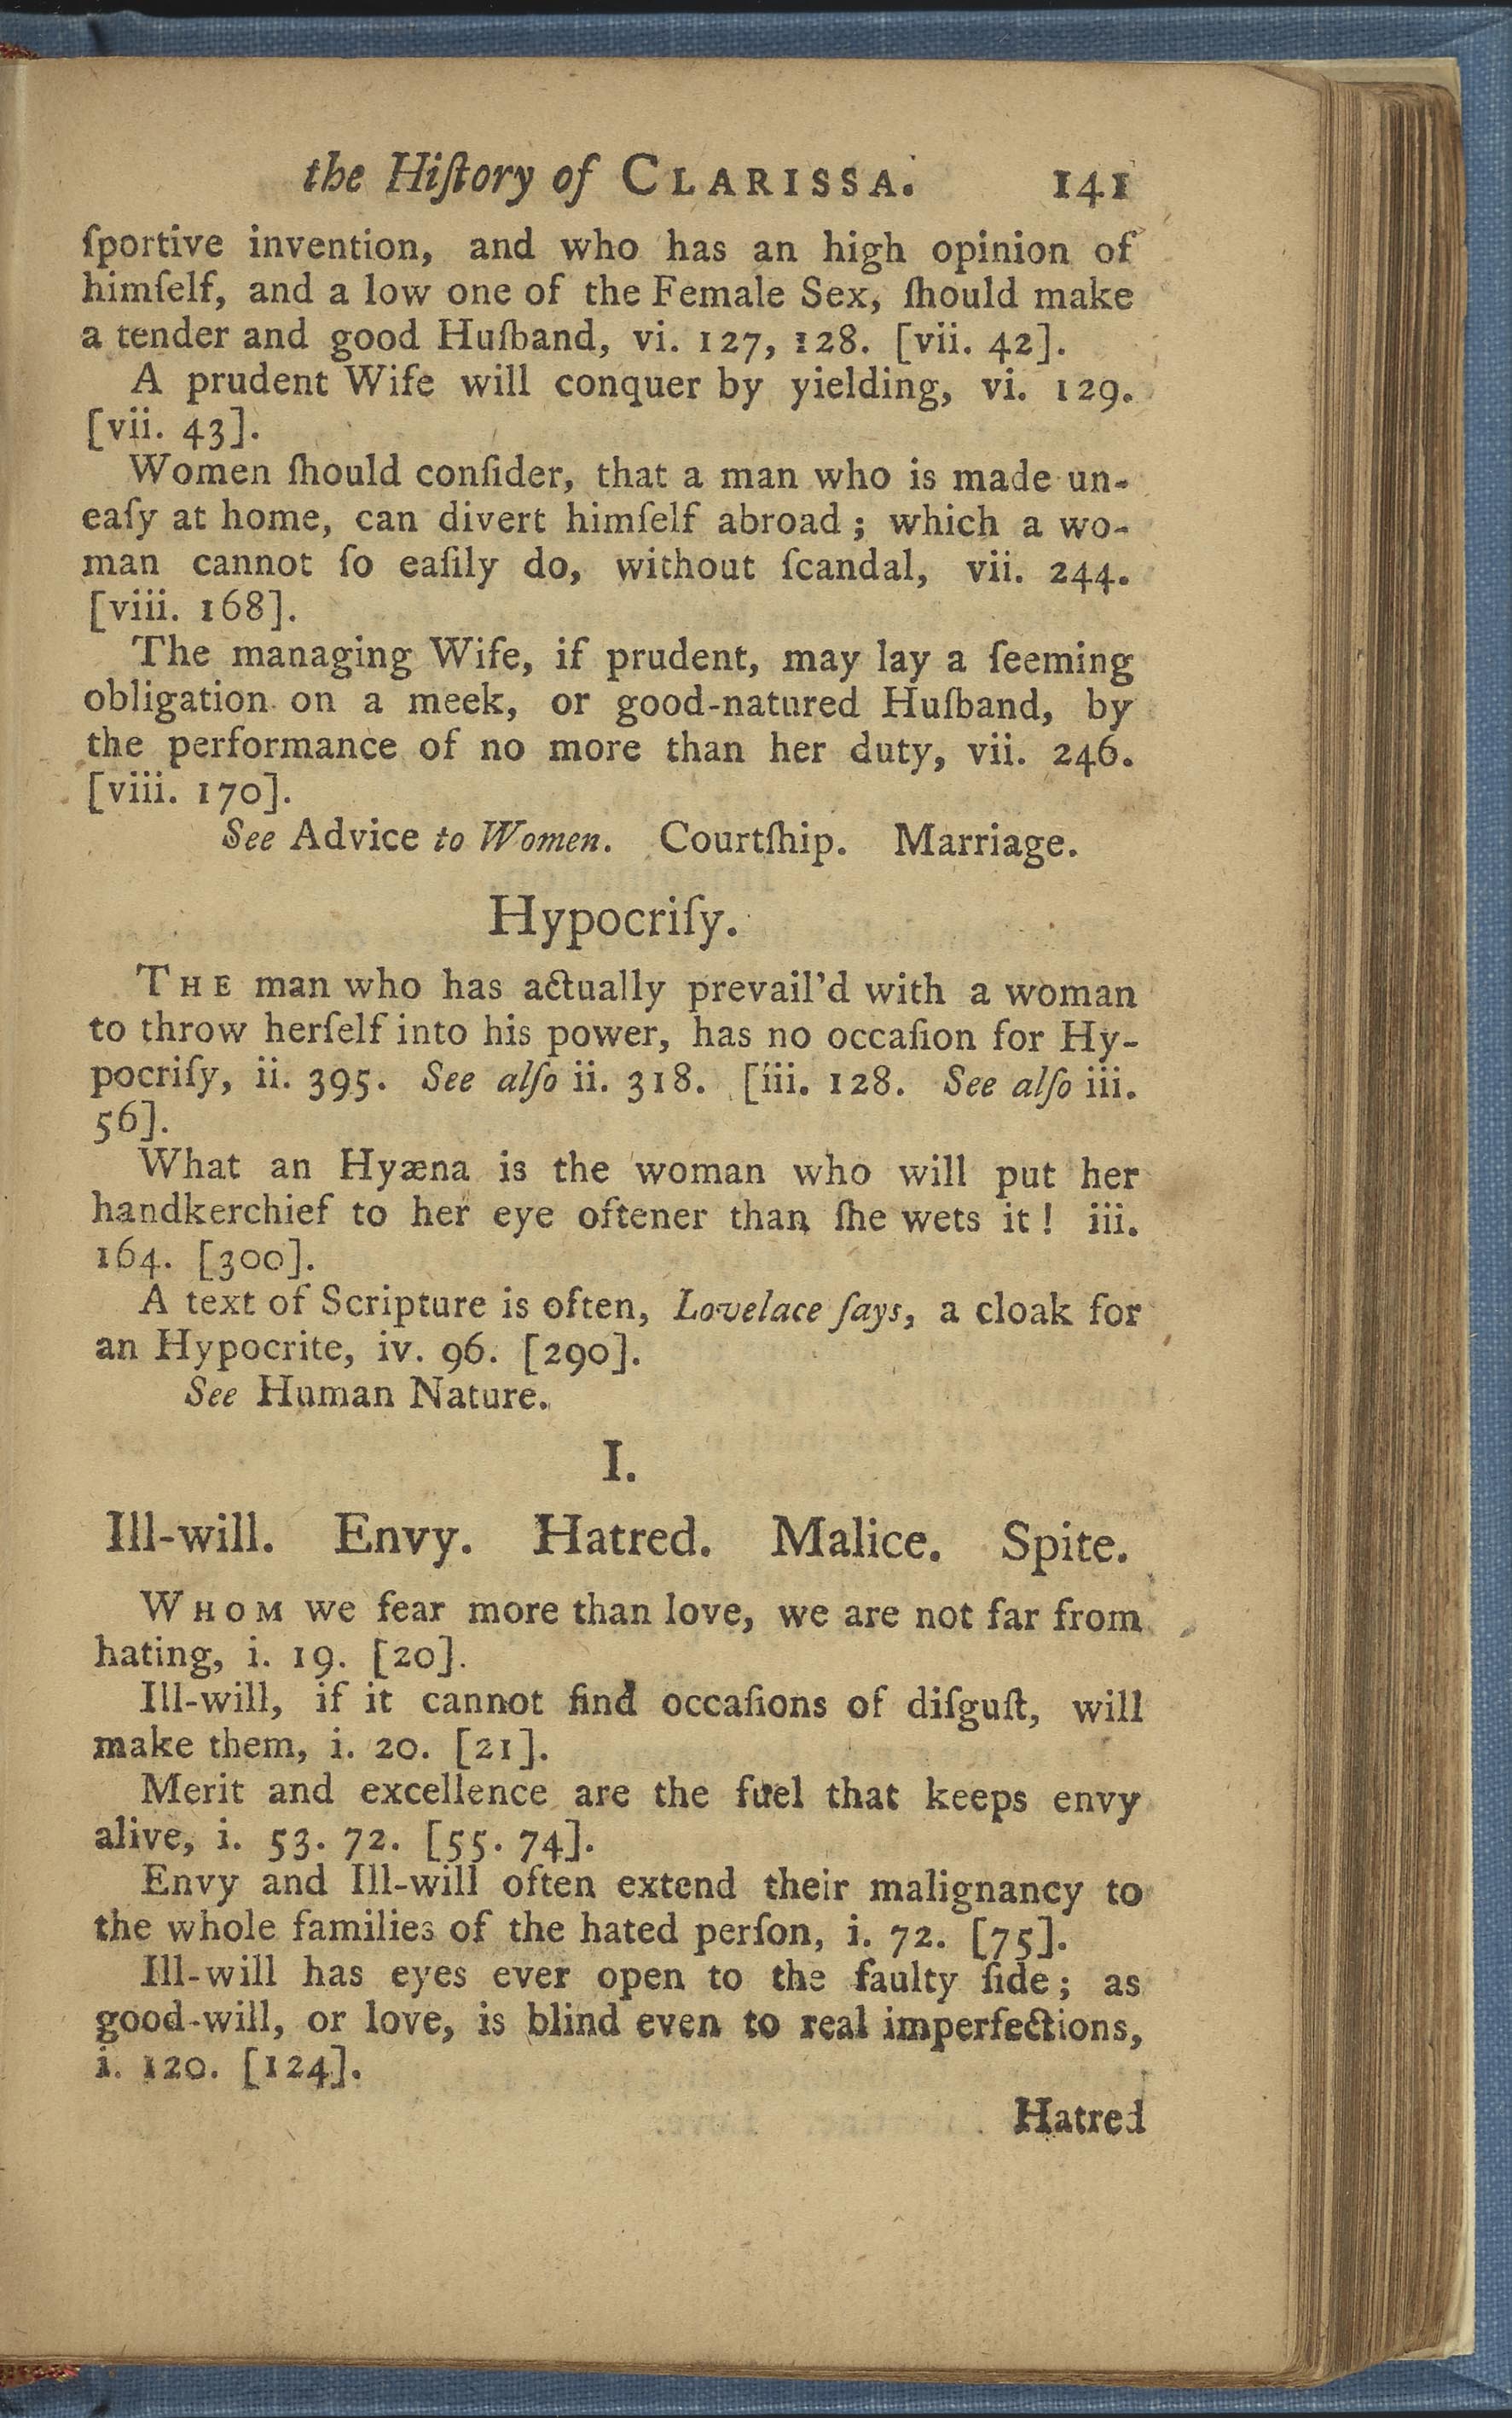 the Hiſtory of CLARISSA. 141
ſportive invention, and who has an high opinion of
himſelf, and a low one of the Female Sex, ſhould make
a tender and good Huſband, vi. 127, 128. [vii. 42].
A prudent Wife will conquer by yielding, vi. 129.
[vii. 43].
Women ſhould conſider, that a man who is made un-
eaſy at home, can divert himſelf abroad; which a wo-
man cannot ſo eaſily do, without ſcandal, vii. 244.
[viii. 168].
The managing Wife, if prudent, may lay a ſeeming
obligation on a meek, or good-natured Huſband, by
the performance of no more than her duty, vii. 246.
[viii. 170].
See Advice to Women. Courtſhip. Marriage.
Hypocriſy.
THE man who has actually prevail'd with a woman
to throw herſelf into his power, has no occaſion for Hy-
pocriſy, ii. 395. See alſo ii. 318. [iii. 128. See alſo iii.
56].
What an Hyæna is the woman who will put her
handkerchief to her eye oftener than ſhe wets it! iii.
164. [300].
A text of Scripture is often, Lovelace ſays, a cloak for
an Hypocrite, iv. 96. [290].
See Human Nature.
I.
Ill-will. Envy. Hatred. Malice. Spite.
WHOM we fear more than love, we are not far from
hating, i. 19. [20].
Ill-will, if it cannot find occaſions of diſguſt, will
make them, i. 20. [21].
Merit and excellence are the fuel that keeps envy
alive, i. 53. 72. [55. 74].
Envy and Ill-will often extend their malignancy to
the whole families of the hated perſon, i. 72. [75].
Ill-will has eyes ever open to the faulty ſide; as
good-will, or love, is blind even to real imperfections,
i. 120. [124].
Hatred